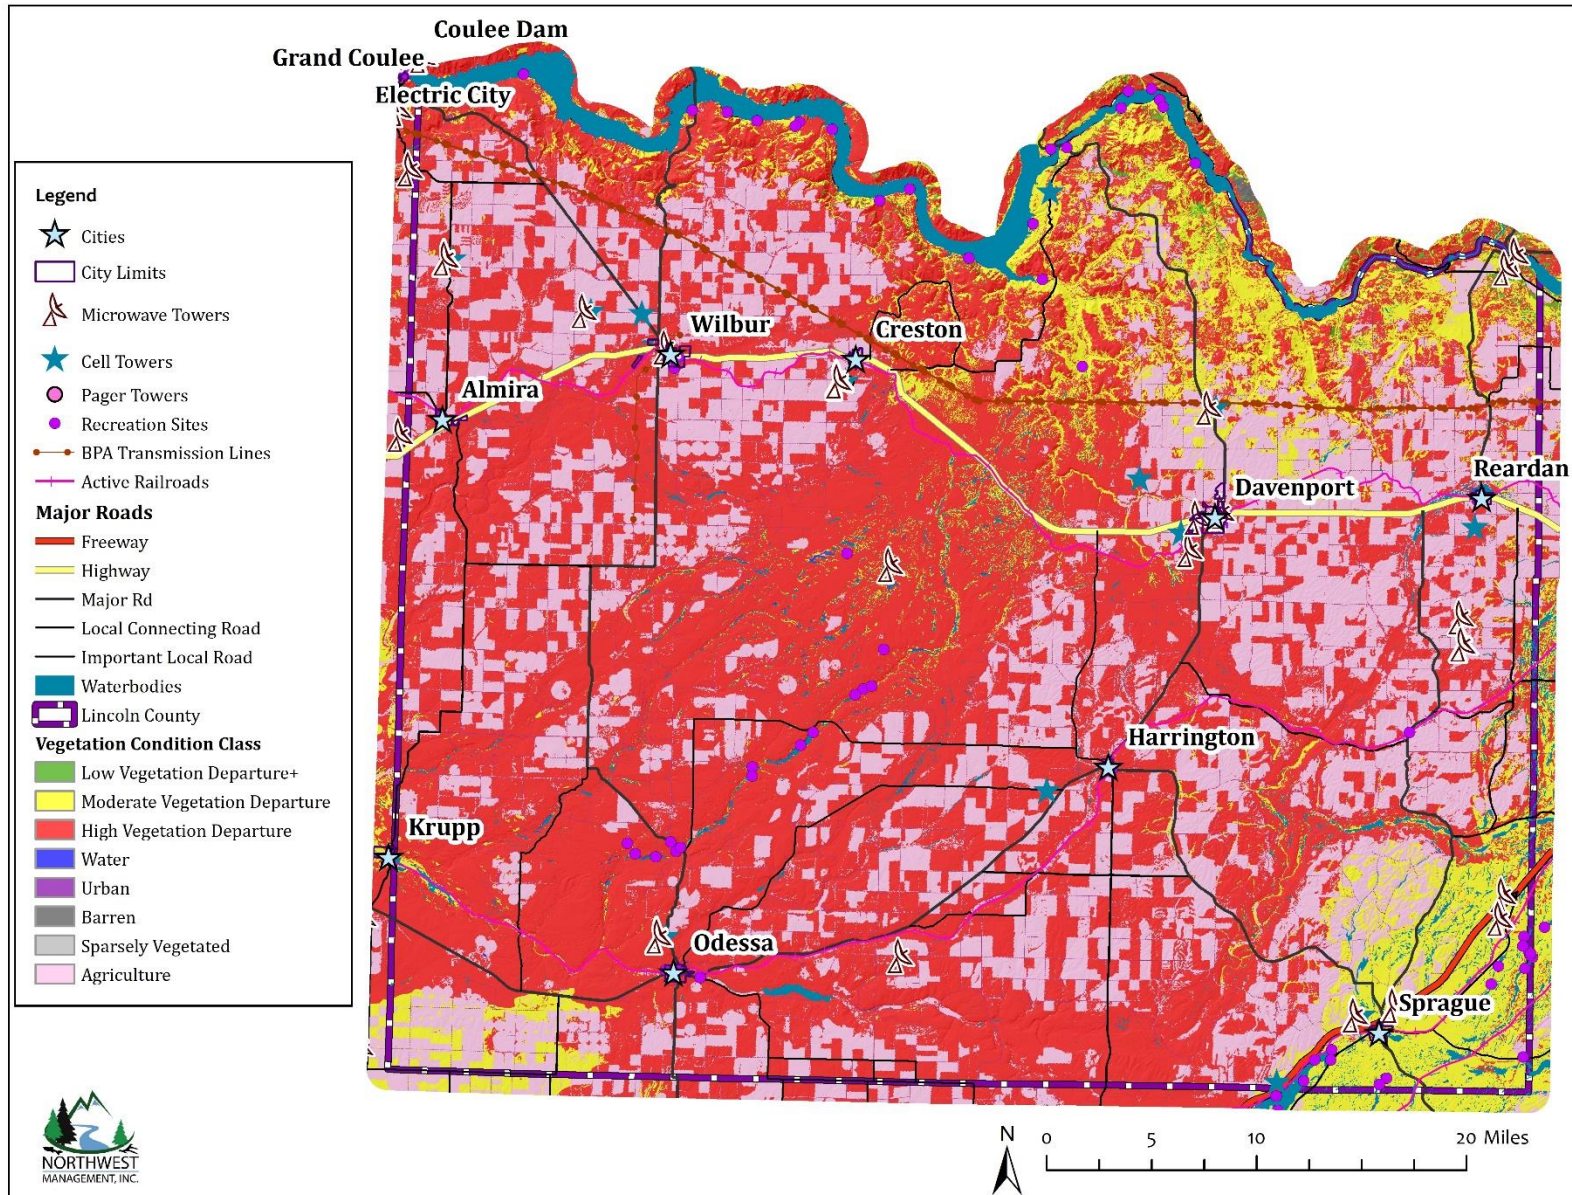 Coulee Dam
Grand Coulee
Electric City
Legend
Cities
City Limits
Microwave Towers
Cell Towers
Pager Towers
Recreation Sites
BPA Transmission Lines
Active Railroads
Major Roads
Freeway
Highway
Major Rd
Local Connecting Road
Important Local Road
Waterbodies
Lincoln County
Vegetation Condition Class
Low Vegetation Departure+
Moderate Vegetation Departure
High Vegetation Departure
Water
Urban
Barren
Sparsely Vegetated
Agriculture
Wilbur
Creston
Almira
Reardan
Davenport
Harrington
Krupp
Odessa
Sprague
NORTHWEST
MANAGEMENT, INC.
N
0 5 10 20 Miles